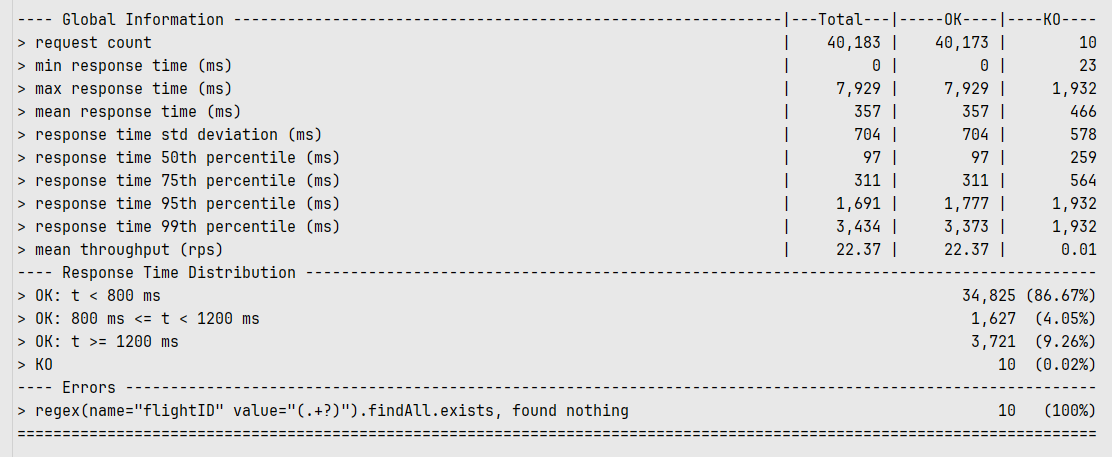 ---- Global Information -------------------------------------------------------------|---Total---|-----OK----|----KO----
> request count                                                                      |    40,183 |    40,173 |        10
> min response time (ms)                                                             |         0 |         0 |        23
> max response time (ms)                                                             |     7,929 |     7,929 |     1,932
> mean response time (ms)                                                            |       357 |       357 |       466
> response time std deviation (ms)                                                   |       704 |       704 |       578
> response time 50th percentile (ms)                                                 |        97 |        97 |       259
> response time 75th percentile (ms)                                                 |       311 |       311 |       564
> response time 95th percentile (ms)                                                 |     1,691 |     1,777 |     1,932
> response time 99th percentile (ms)                                                 |     3,434 |     3,373 |     1,932
> mean throughput (rps)                                                              |     22.37 |     22.37 |      0.01
---- Response Time Distribution ----------------------------------------------------------------------------------------
> OK: t < 800 ms                                                                                         34,825 (86.67%)
> OK: 800 ms <= t < 1200 ms                                                                               1,627  (4.05%)
> OK: t >= 1200 ms                                                                                        3,721  (9.26%)
> KO                                                                                                         10  (0.02%)
---- Errors ------------------------------------------------------------------------------------------------------------
> regex(name="flightID" value="(.+?)").findAll.exists, found nothing                                         10   (100%)
========================================================================================================================